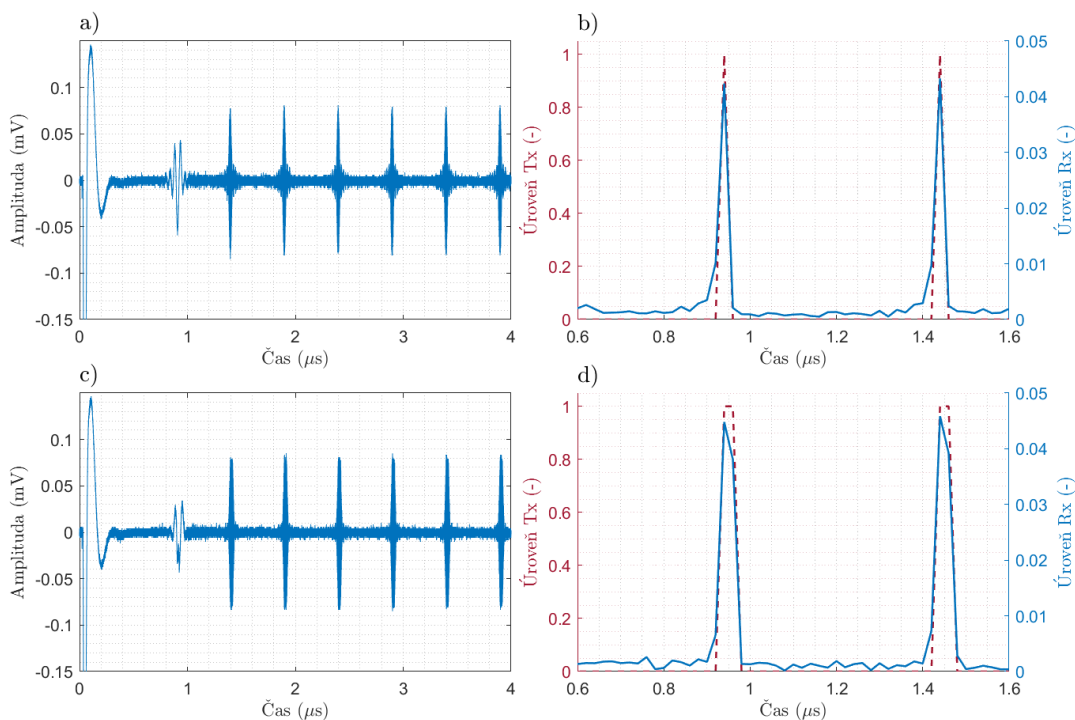 a)
0.1
0.05
0
-0.05
-0.1
-0.15
Amplituda (mV)
0 1 2 3 4
Čas (μs)
b)
1
0.8
0.6
0.4
0.2
0
Úroveň Tx (-)
0.05
0.04
0.03
0.02
0.01
0
Úroveň Rx (-)
0.6 0.8 1 1.2 1.4 1.6
Čas (μs)
c)
0.1
0.05
0
-0.05
-0.1
-0.15
Amplituda (mV)
0 1 2 3 4
Čas (μs)
d)
1
0.8
0.6
0.4
0.2
0
Úroveň Tx (-)
0.05
0.04
0.03
0.02
0.01
0
Úroveň Rx (-)
0.6 0.8 1 1.2 1.4 1.6
Čas (μs)